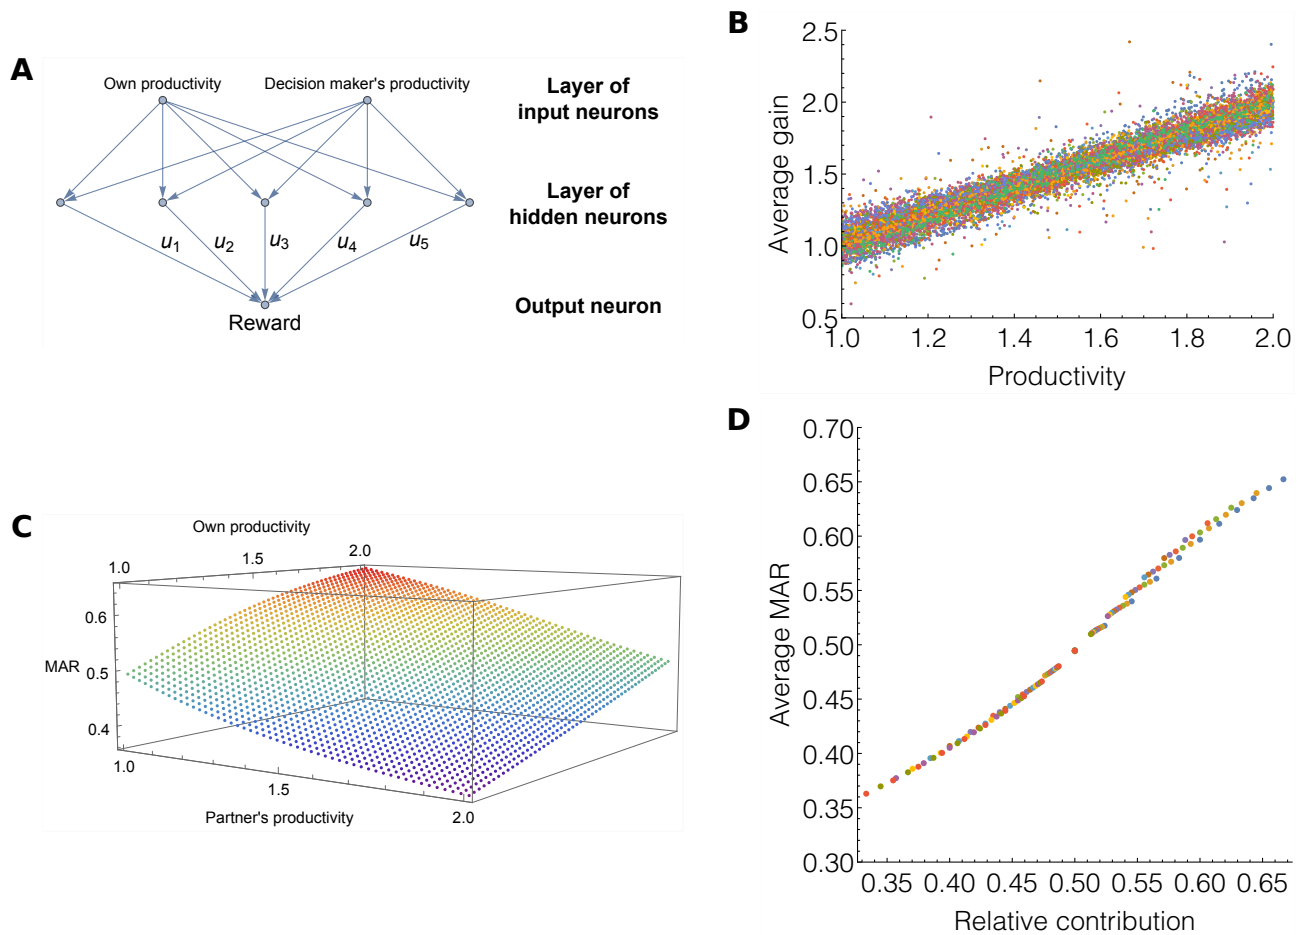 A
Own productivity
Decision maker's productivity
Layer of
input neurons
Layer of
hidden neurons
u1
u2
u3
u4
u5
Output neuron
Reward
B
2.5
2.0
1.5
1.0
0.5
Average gain
1.0
1.2
1.4
1.6
1.8
2.0
Productivity
C
Own productivity
1.0
1.5
2.0
0.6
0.5
0.4
MAR
1.0
1.5
2.0
Partner's productivity
D
0.70
0.65
0.60
0.55
0.50
0.45
0.40
0.35
0.30
Average MAR
0.35
0.40
0.45
0.50
0.55
0.60
0.65
Relative contribution